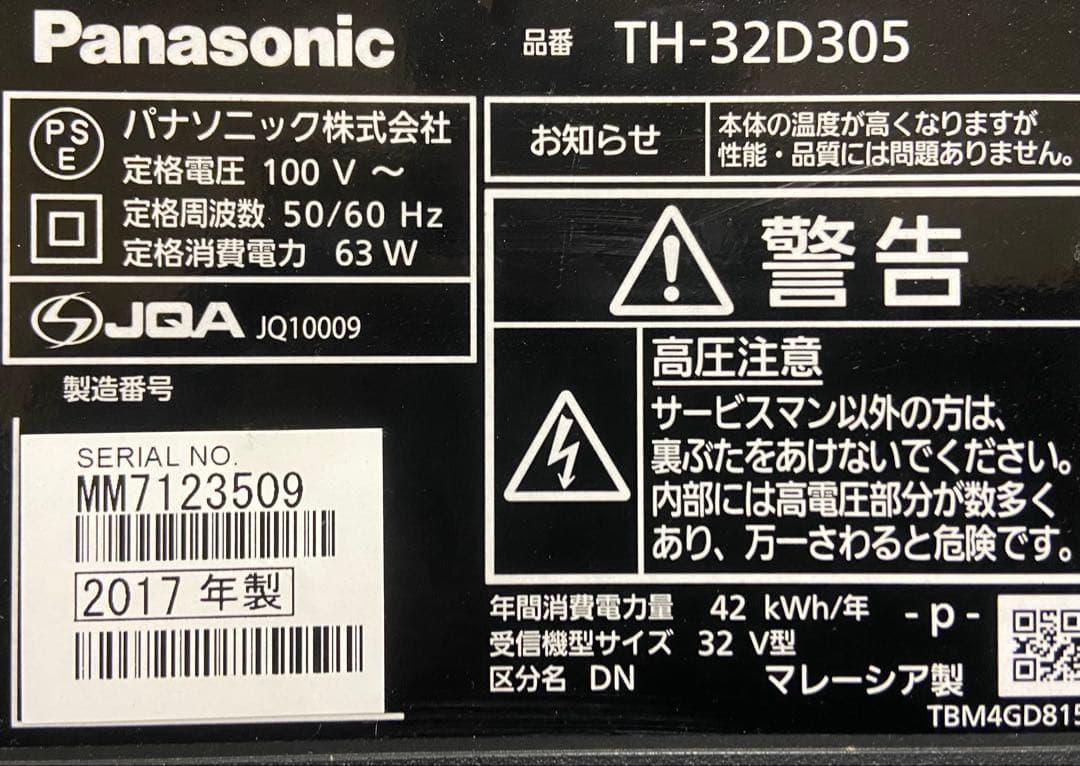 Panasonic
品番 TH-32D305
PS
E
パナソニック株式会社
定格電圧 100 V ～
定格周波数 50/60 Hz
定格消費電力 63 W
JQA JQ10009
製造番号
SERIAL NO.
MM7123509
2017 年製
お知らせ
本体の温度が高くなりますが
性能・品質には問題ありません。
警告
高圧注意
サービスマン以外の方は、
裏ぶたをあけないでください。
内部には高電圧部分が数多く
あり、万一さわると危険です。
年間消費電力量 42 kWh/年
受信機型サイズ 32 V型
区分名 DN
-p-
マレーシア製
TBM4GD815